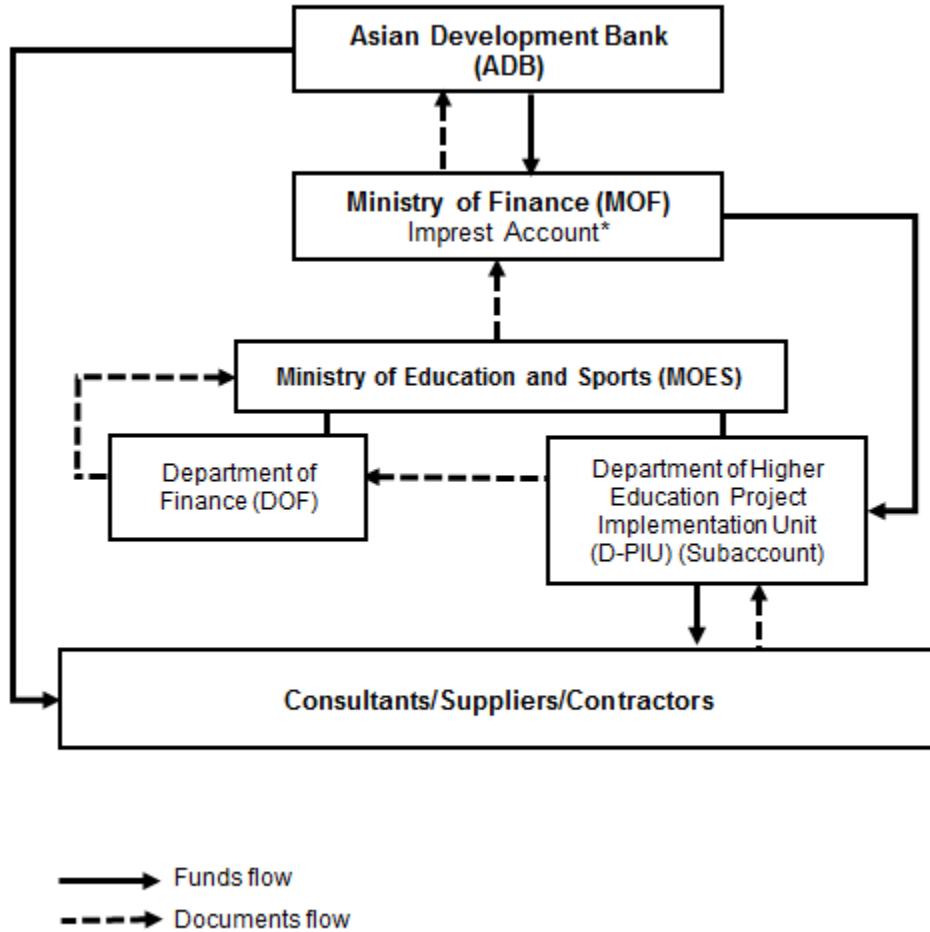 Asian Development Bank
(ADB)
Ministry of Finance (MOF)
Imprest Account*
Ministry of Education and Sports (MOES)
Department of
Finance (DOF)
Department of Higher
Education Project
Implementation Unit
(D-PIU) (Subaccount)
Consultants/Suppliers/Contractors
Funds flow
Documents flow